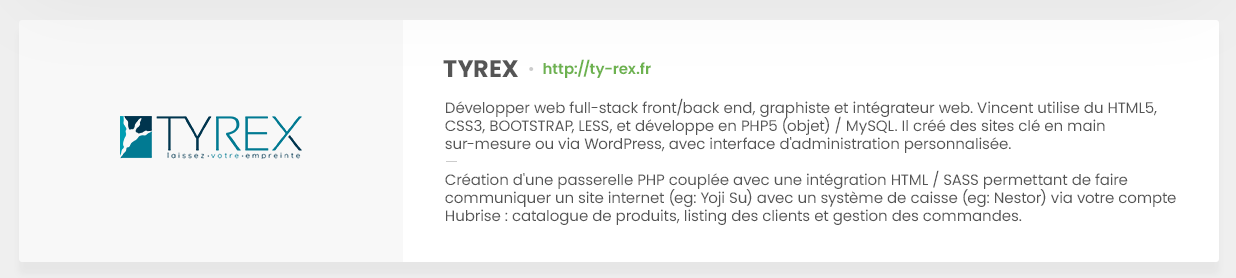 TYREX
laissez•votre•empreinte
TYREX • http://ty-rex.fr
Développer web full-stack front/back end, graphiste et intégrateur web. Vincent utilise du HTML5,
CSS3, BOOTSTRAP, LESS, et développe en PHP5 (objet) / MySQL. Il créé des sites clé en main
sur-mesure ou via WordPress, avec interface d'administration personnalisée.
—
Création d'une passerelle PHP couplée avec une intégration HTML / SASS permettant de faire
communiquer un site internet (eg: Yoji Su) avec un système de caisse (eg: Nestor) via votre compte
Hubrise : catalogue de produits, listing des clients et gestion des commandes.